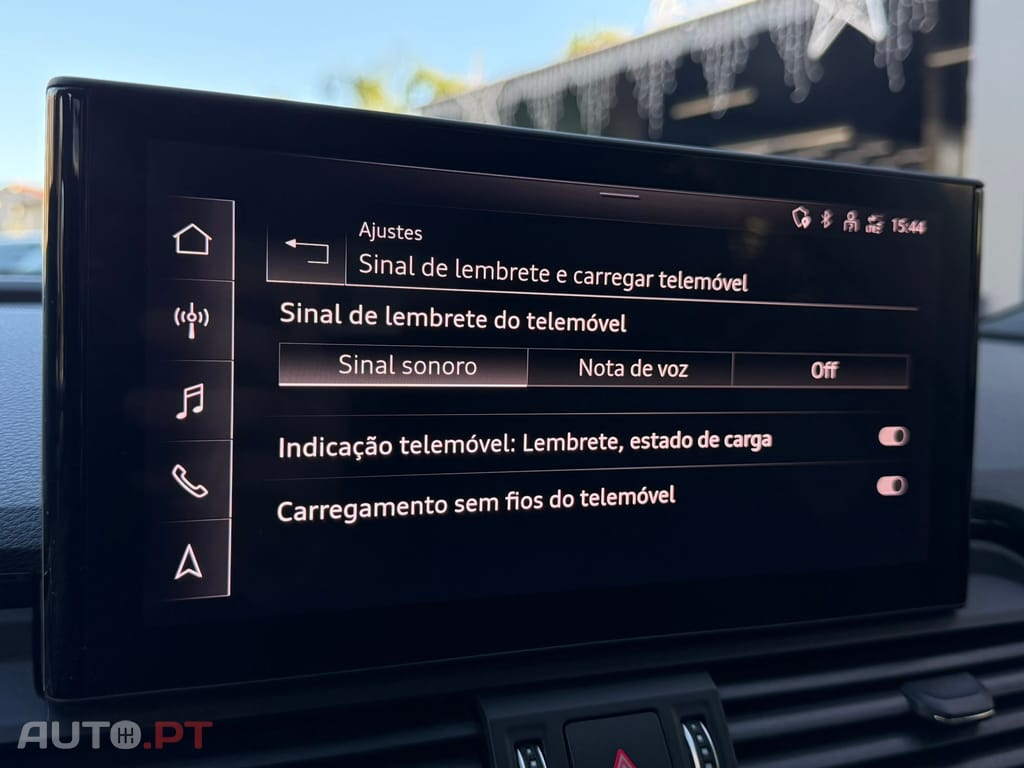 15:44
Ajustes
Sinal de lembrete e carregar telemóvel
Sinal de lembrete do telemóvel
Sinal sonoro Nota de voz Off
Indicação telemóvel: Lembrete, estado de carga
Carregamento sem fios do telemóvel
AUTO.PT